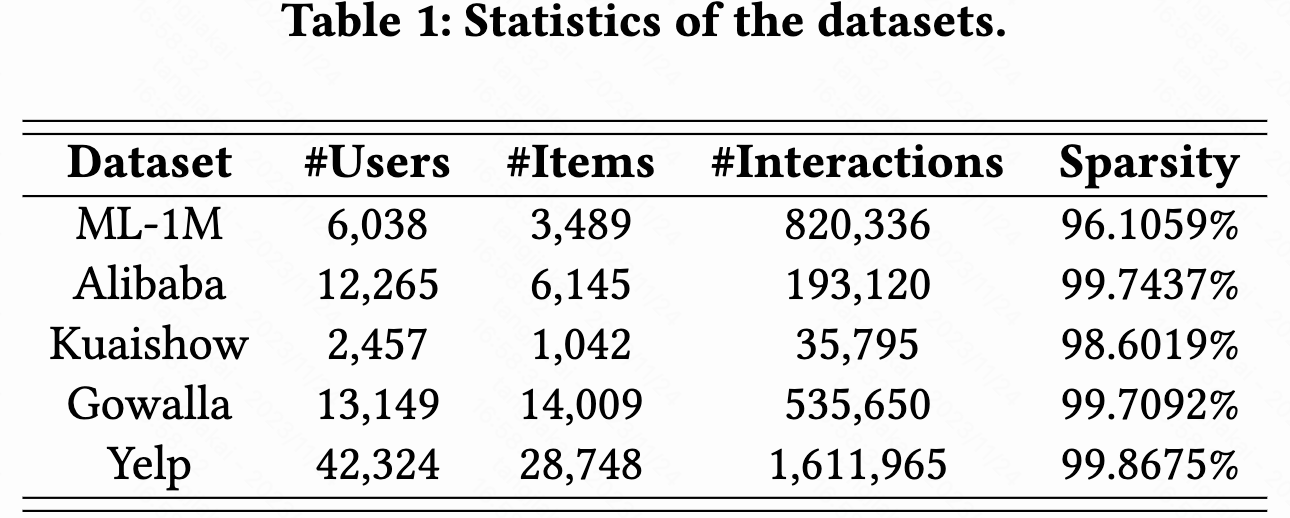 Table 1: Statistics of the datasets.
Dataset #Users #Items #Interactions Sparsity
ML-1M 6,038 3,489 820,336 96.1059%
Alibaba 12,265 6,145 193,120 99.7437%
Kuaishow 2,457 1,042 35,795 98.6019%
Gowalla 13,149 14,009 535,650 99.7092%
Yelp 42,324 28,748 1,611,965 99.8675%